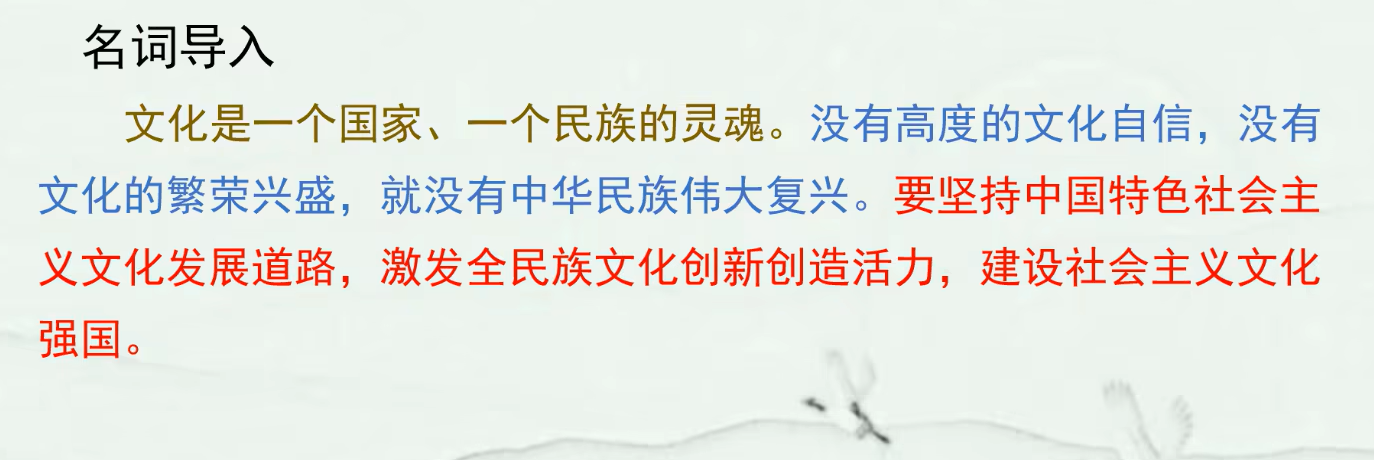 名词导入
文化是一个国家、一个民族的灵魂。没有高度的文化自信，没有
文化的繁荣兴盛，就没有中华民族伟大复兴。要坚持中国特色社会主
义文化发展道路，激发全民族文化创新创造活力，建设社会主义文化
强国。